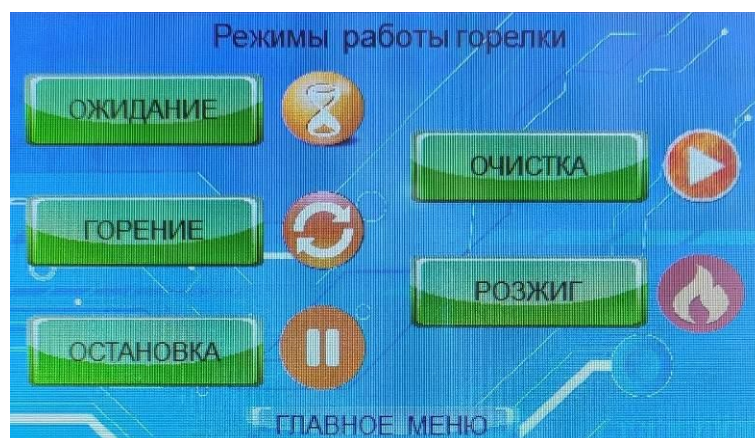 Режимы работы горелки
ОЖИДАНИЕ
ОЧИСТКА
ГОРЕНИЕ
РОЗЖИГ
ОСТАНОВКА
ГЛАВНОЕ МЕНЮ